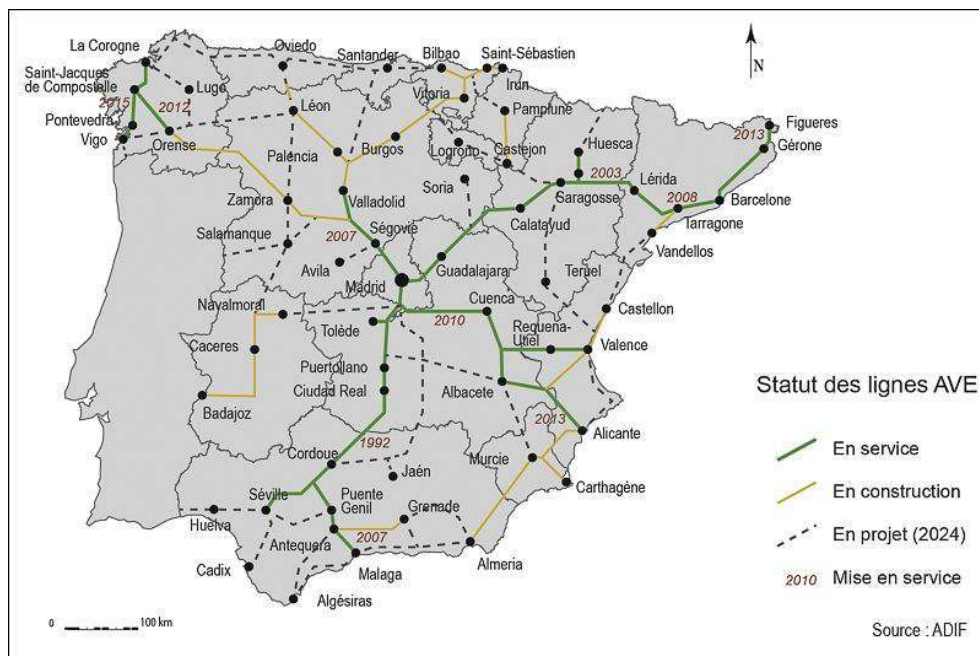 La Corogne
Oviedo
Santander
Bilbao
Saint-Sébastien
N
Saint-Jacques
de Compostelle
Lugo
Vitoria
Irun
2015
2012
Léon
Pamplune
Pontevedra
Figueres
2013
Vigo
Orense
Palencia
Burgos
Logrono
Castejon
Huesca
Gérone
2003
Soria
Lérida
Zamora
Valladolid
Saragosse
2008
Barcelone
Calatayud
Tarragone
Salamanque
2007
Ségovie
Vandellos
Avila
Guadalajara
Madrid
Teruel
Navalmoral
Cuenca
Castellon
Tolède
2010
Requena-
Utiel
Valence
Caceres
Puertollano
Statut des lignes AVE
Ciudad Real
Albacete
Badajoz
2013
Alicante
En service
1992
Cordoue
Murcie
Jaén
Carthagène
En construction
Séville
Puente
Genil
Grenade
Huelva
En projet (2024)
Antequera
2007
Almeria
Cadix
Malaga
2010 Mise en service
Algésiras
0 100 km
Source : ADIF